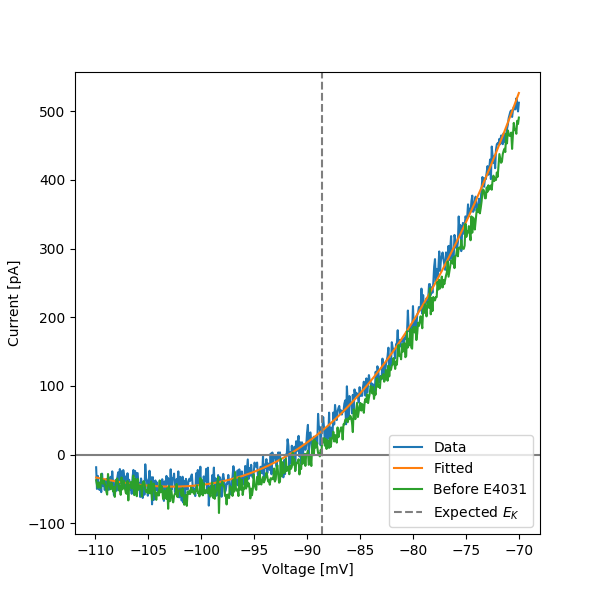 500
400
300
200
100
0
−100
Current [pA]
−110 −105 −100 −95 −90 −85 −80 −75 −70
Voltage [mV]
Data
Fitted
Before E4031
Expected E_K